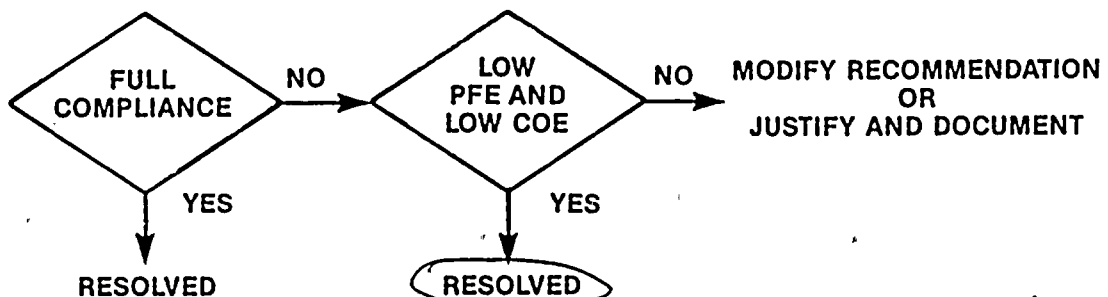 FULL
COMPLIANCE
NO
YES
RESOLVED
LOW
PFE AND
LOW COE
NO
YES
RESOLVED
MODIFY RECOMMENDATION
OR
JUSTIFY AND DOCUMENT